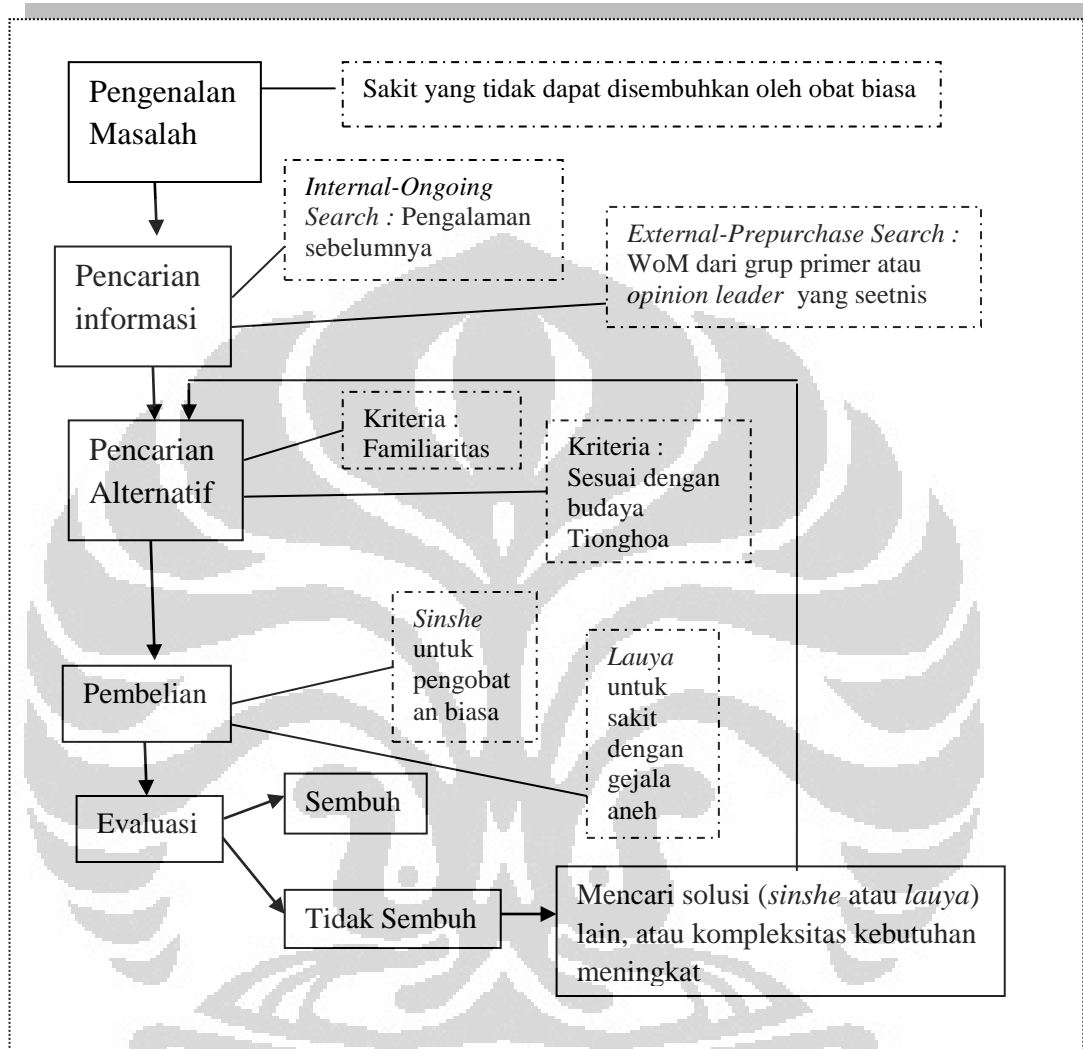 Pengenalan
Masalah
Sakit yang tidak dapat disembuhkan oleh obat biasa
Internal-Ongoing
Search : Pengalaman
sebelumnya
External-Prepurchase Search :
WoM dari grup primer atau
opinion leader yang seetnis
Pencarian
informasi
Kriteria :
Familiaritas
Pencarian
Alternatif
Kriteria :
Sesuai dengan
budaya
Tionghoa
Sinshe
untuk
pengobat
an biasa
Lauya
untuk
sakit
dengan
gejala
aneh
Pembelian
Evaluasi
Sembuh
Tidak Sembuh
Mencari solusi (sinshe atau lauya)
lain, atau kompleksitas kebutuhan
meningkat